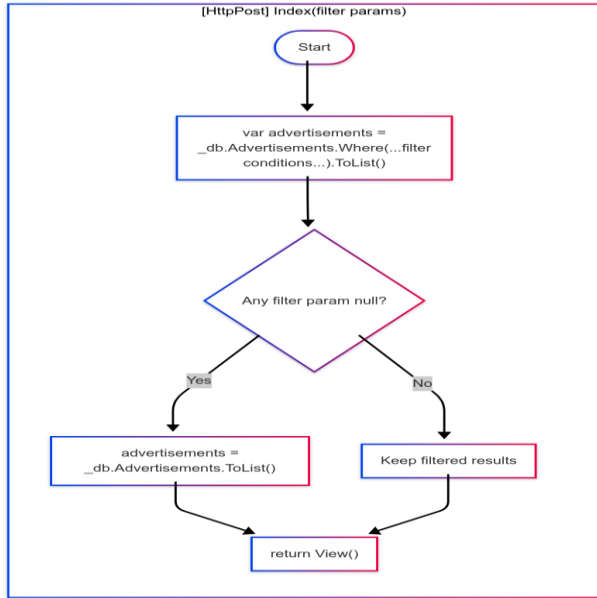 [HttpPost] Index(filter params)
Start
var advertisements =
_db.Advertisements.Where(...filter
conditions...).ToList()
Any filter param null?
Yes
No
advertisements =
_db.Advertisements.ToList()
Keep filtered results
return View()